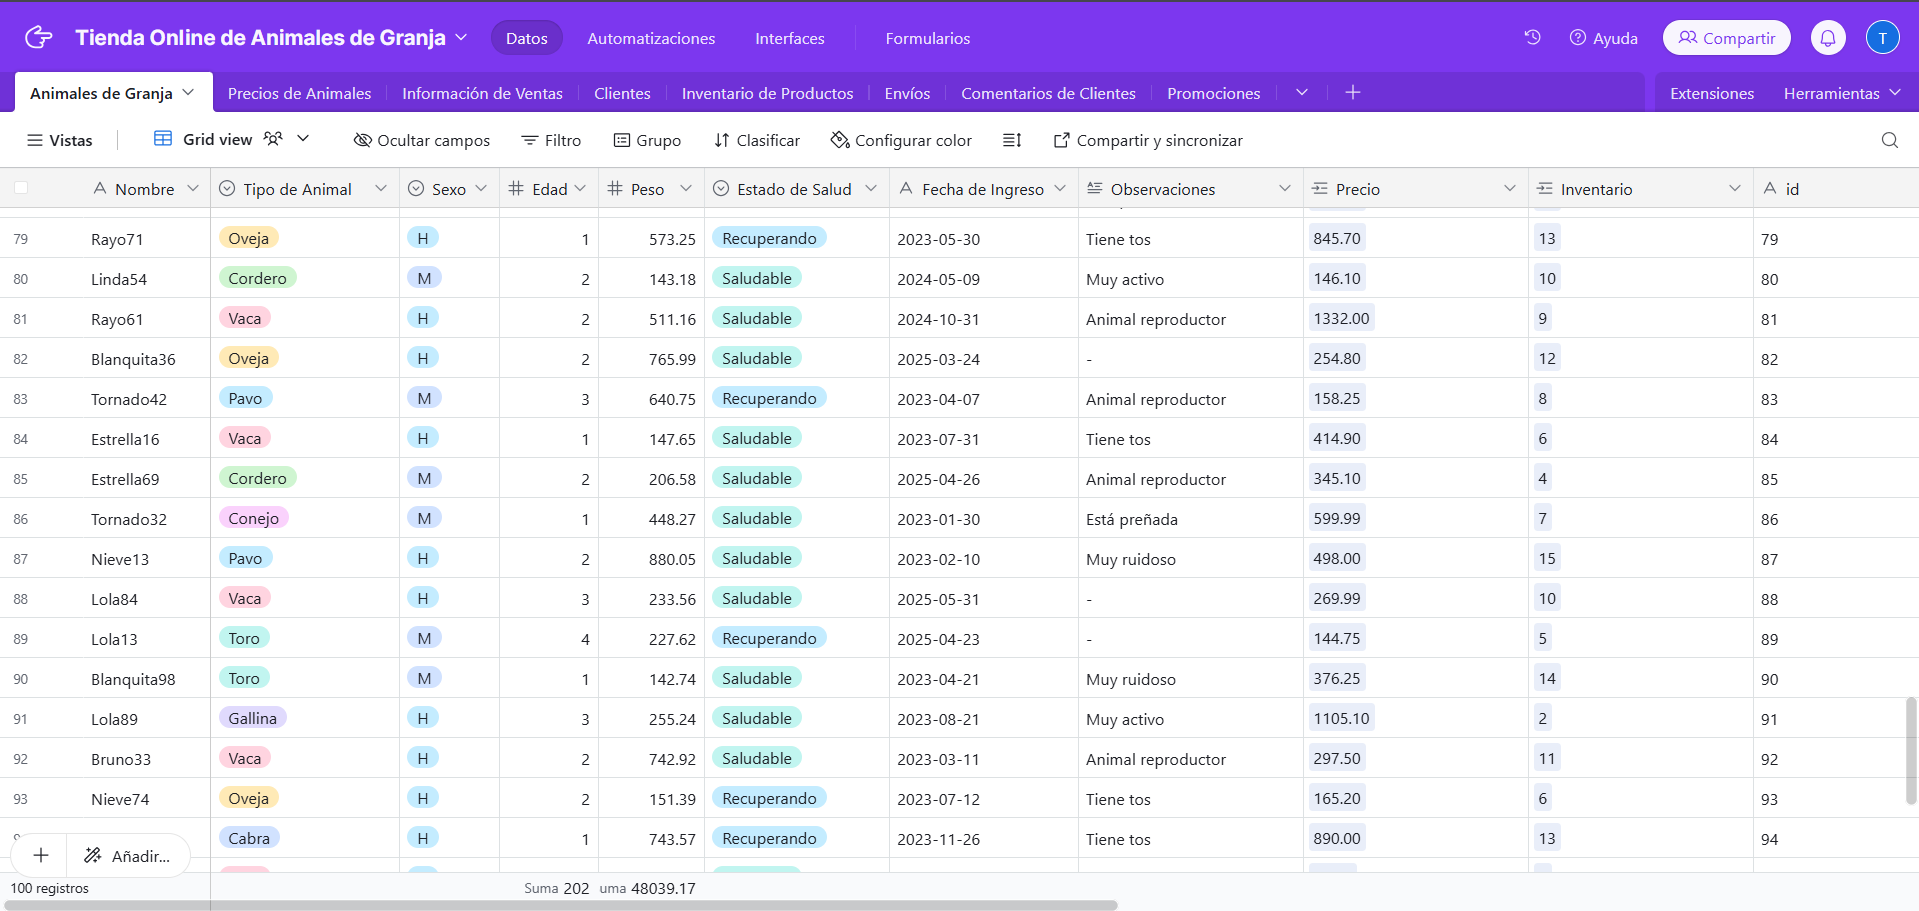 Tienda Online de Animales de Granja Datos Automatizaciones Interfaces Formularios Ayuda Compartir T
Animales de Granja Precios de Animales Información de Ventas Clientes Inventario de Productos Envíos Comentarios de Clientes Promociones Extensiones Herramientas
Vistas Grid view Ocultar campos Filtro Grupo Clasificar Configurar color Compartir y sincronizar
Nombre Tipo de Animal Sexo Edad Peso Estado de Salud Fecha de Ingreso Observaciones Precio Inventario id
79 Rayo71 Oveja H 1 573.25 Recuperando 2023-05-30 Tiene tos 845.70 13 79
80 Linda54 Cordero M 2 143.18 Saludable 2024-05-09 Muy activo 146.10 10 80
81 Rayo61 Vaca H 2 511.16 Saludable 2024-10-31 Animal reproductor 1332.00 9 81
82 Blanquita36 Oveja H 2 765.99 Saludable 2025-03-24 - 254.80 12 82
83 Tornado42 Pavo M 3 640.75 Recuperando 2023-04-07 Animal reproductor 158.25 8 83
84 Estrella16 Vaca H 1 147.65 Saludable 2023-07-31 Tiene tos 414.90 6 84
85 Estrella69 Cordero M 2 206.58 Saludable 2025-04-26 Animal reproductor 345.10 4 85
86 Tornado32 Conejo M 1 448.27 Saludable 2023-01-30 Está preñada 599.99 7 86
87 Nieve13 Pavo H 2 880.05 Saludable 2023-02-10 Muy ruidoso 498.00 15 87
88 Lola84 Vaca H 3 233.56 Saludable 2025-05-31 - 269.99 10 88
89 Lola13 Toro M 4 227.62 Recuperando 2025-04-23 - 144.75 5 89
90 Blanquita98 Toro M 1 142.74 Saludable 2023-04-21 Muy ruidoso 376.25 14 90
91 Lola89 Gallina H 3 255.24 Saludable 2023-08-21 Muy activo 1105.10 2 91
92 Bruno33 Vaca H 2 742.92 Saludable 2023-03-11 Animal reproductor 297.50 11 92
93 Nieve74 Oveja H 2 151.39 Recuperando 2023-07-12 Tiene tos 165.20 6 93
Cabra H 1 743.57 Recuperando 2023-11-26 Tiene tos 890.00 13 94
Añadir...
100 registros Suma 202 uma 48039.17